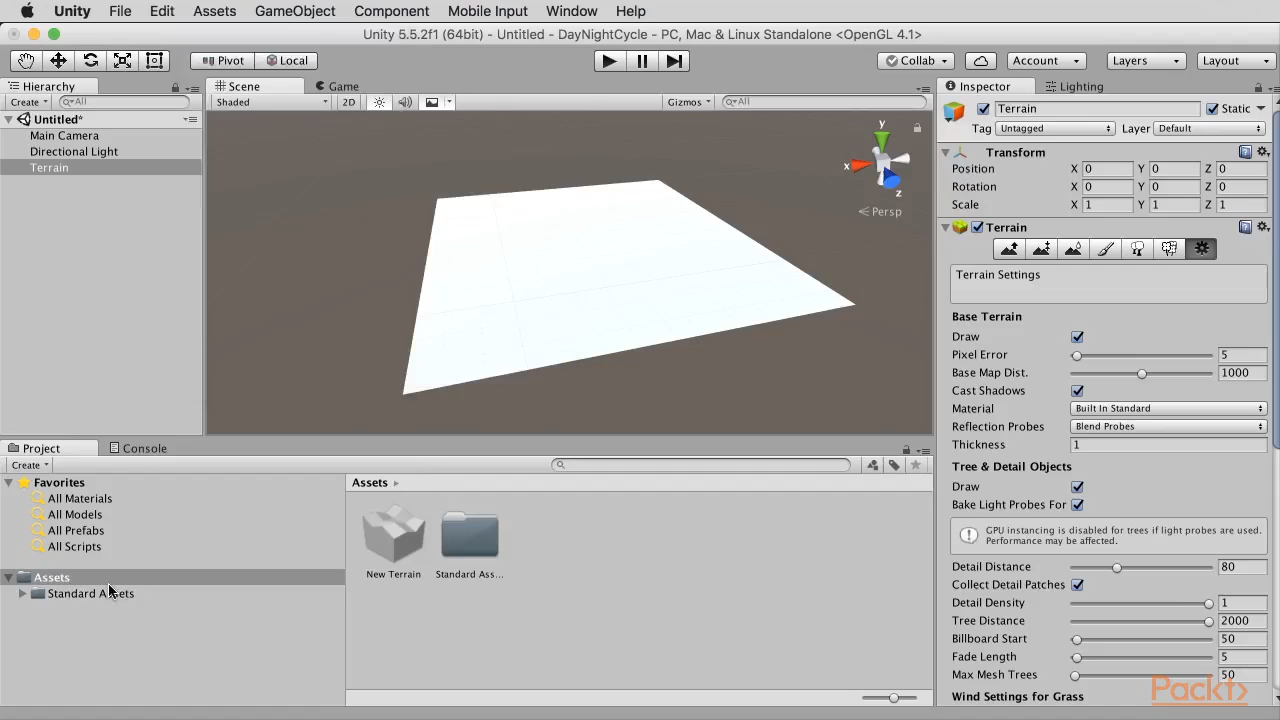 Unity File Edit Assets GameObject Component Mobile Input Window Help
Unity 5.5.2f1 (64bit) - Untitled - DayNightCycle - PC, Mac & Linux Standalone <OpenGL 4.1>
Pivot Local Collab Account Layers Layout
Hierarchy
Create All
Untitled*
Main Camera
Directional Light
Terrain
Scene Game
Shaded 2D Gizmos All
y
x
z
Persp
Inspector Lighting
Terrain Static
Tag Untagged Layer Default
Transform
Position X 0 Y 0 Z 0
Rotation X 0 Y 0 Z 0
Scale X 1 Y 1 Z 1
Terrain
Terrain Settings
Base Terrain
Draw
Pixel Error 5
Base Map Dist. 1000
Cast Shadows
Material Built In Standard
Reflection Probes Blend Probes
Thickness 1
Tree & Detail Objects
Draw
Bake Light Probes For
GPU instancing is disabled for trees if light probes are used.
Performance may be affected.
Detail Distance 80
Collect Detail Patches
Detail Density 1
Tree Distance 2000
Billboard Start 50
Fade Length 5
Max Mesh Trees 50
Wind Settings for Grass
Project Console
Create
Favorites
All Materials
All Models
All Prefabs
All Scripts
Assets
Standard Assets
Assets
New Terrain Standard Ass...
Packt